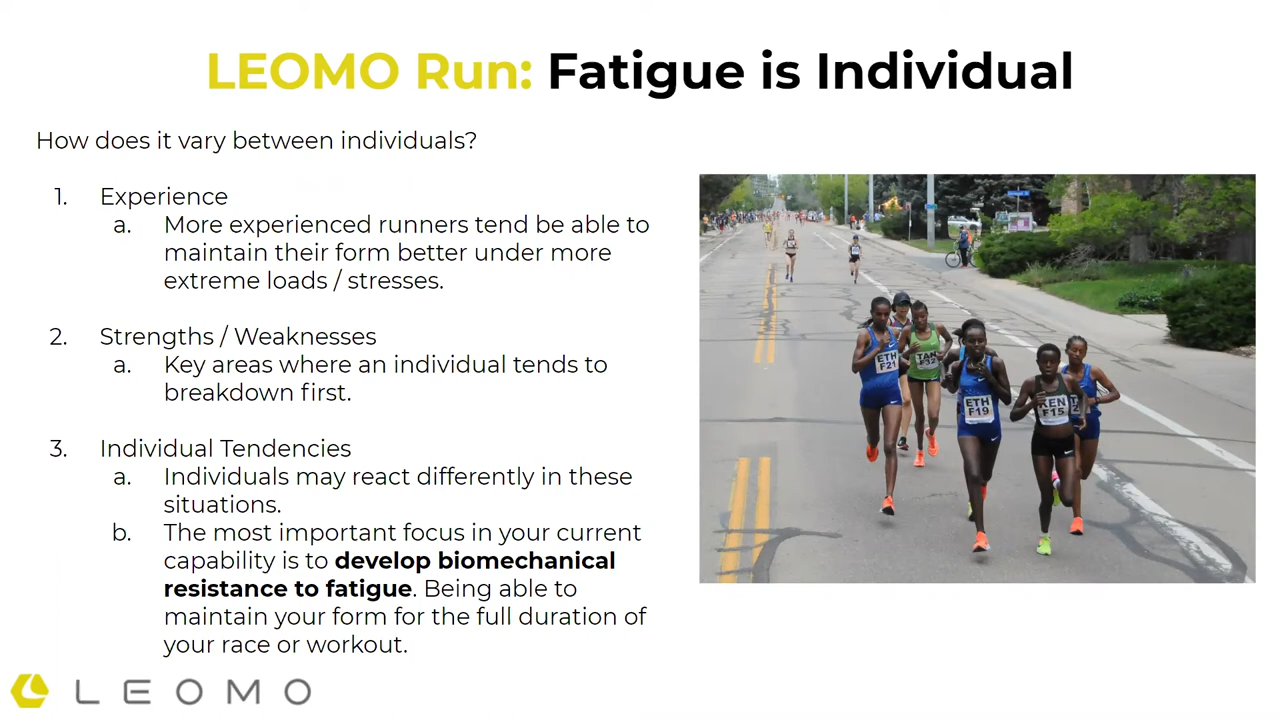 LEOMO Run: Fatigue is Individual
How does it vary between individuals?
1. Experience
a. More experienced runners tend be able to
maintain their form better under more
extreme loads / stresses.
2. Strengths / Weaknesses
a. Key areas where an individual tends to
breakdown first.
3. Individual Tendencies
a. Individuals may react differently in these
situations.
b. The most important focus in your current
capability is to develop biomechanical
resistance to fatigue. Being able to
maintain your form for the full duration of
your race or workout.
ETH
F21
TAN
F32
ETH
F19
KEN
F15
LEOMO